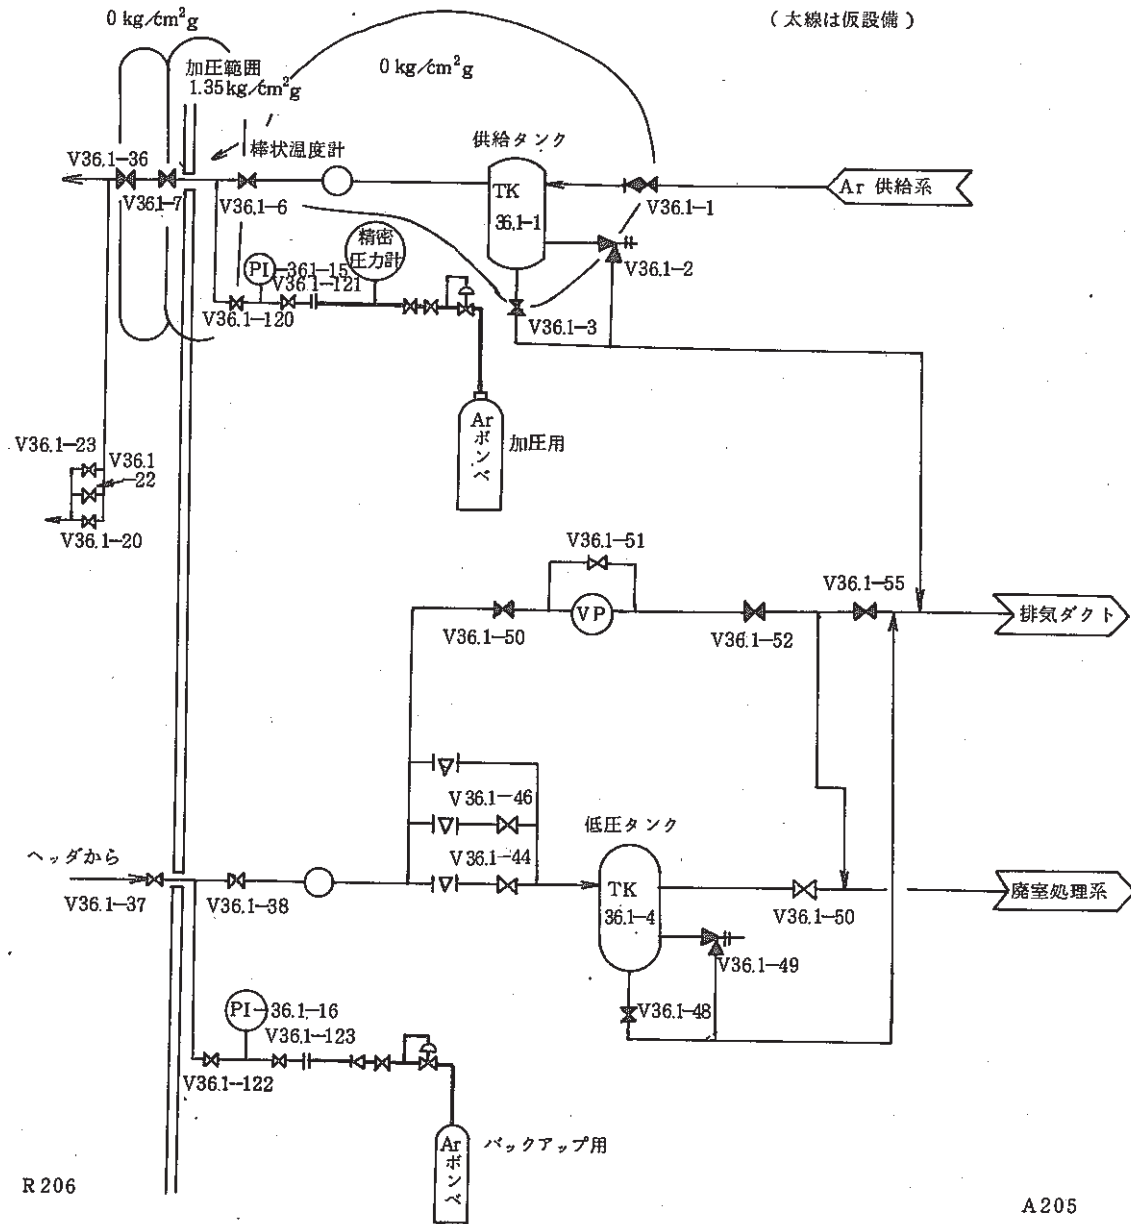 0 kg/cm²g
(太線は仮設備)
加圧範囲
1.35kg/cm²g
0 kg/cm²g
供給タンク
V36.1-36
棒状温度計
TK
36.1-1
Ar 供給系
V36.1-7
V36.1-6
V36.1-1
精密
圧力計
PI-36.1-15
V36.1-121
V36.1-2
V36.1-120
V36.1-3
Arボンベ
加圧用
V36.1-23
V36.1
-22
V36.1-20
V36.1-51
V36.1-55
VP
排気ダクト
V36.1-50
V36.1-52
V36.1-46
低圧タンク
V36.1-44
ヘッダから
TK
36.1-4
廃室処理系
V36.1-37
V36.1-38
V36.1-50
V36.1-49
PI-36.1-16
V36.1-48
V36.1-123
V36.1-122
Arボンベ
バックアップ用
R206
A205